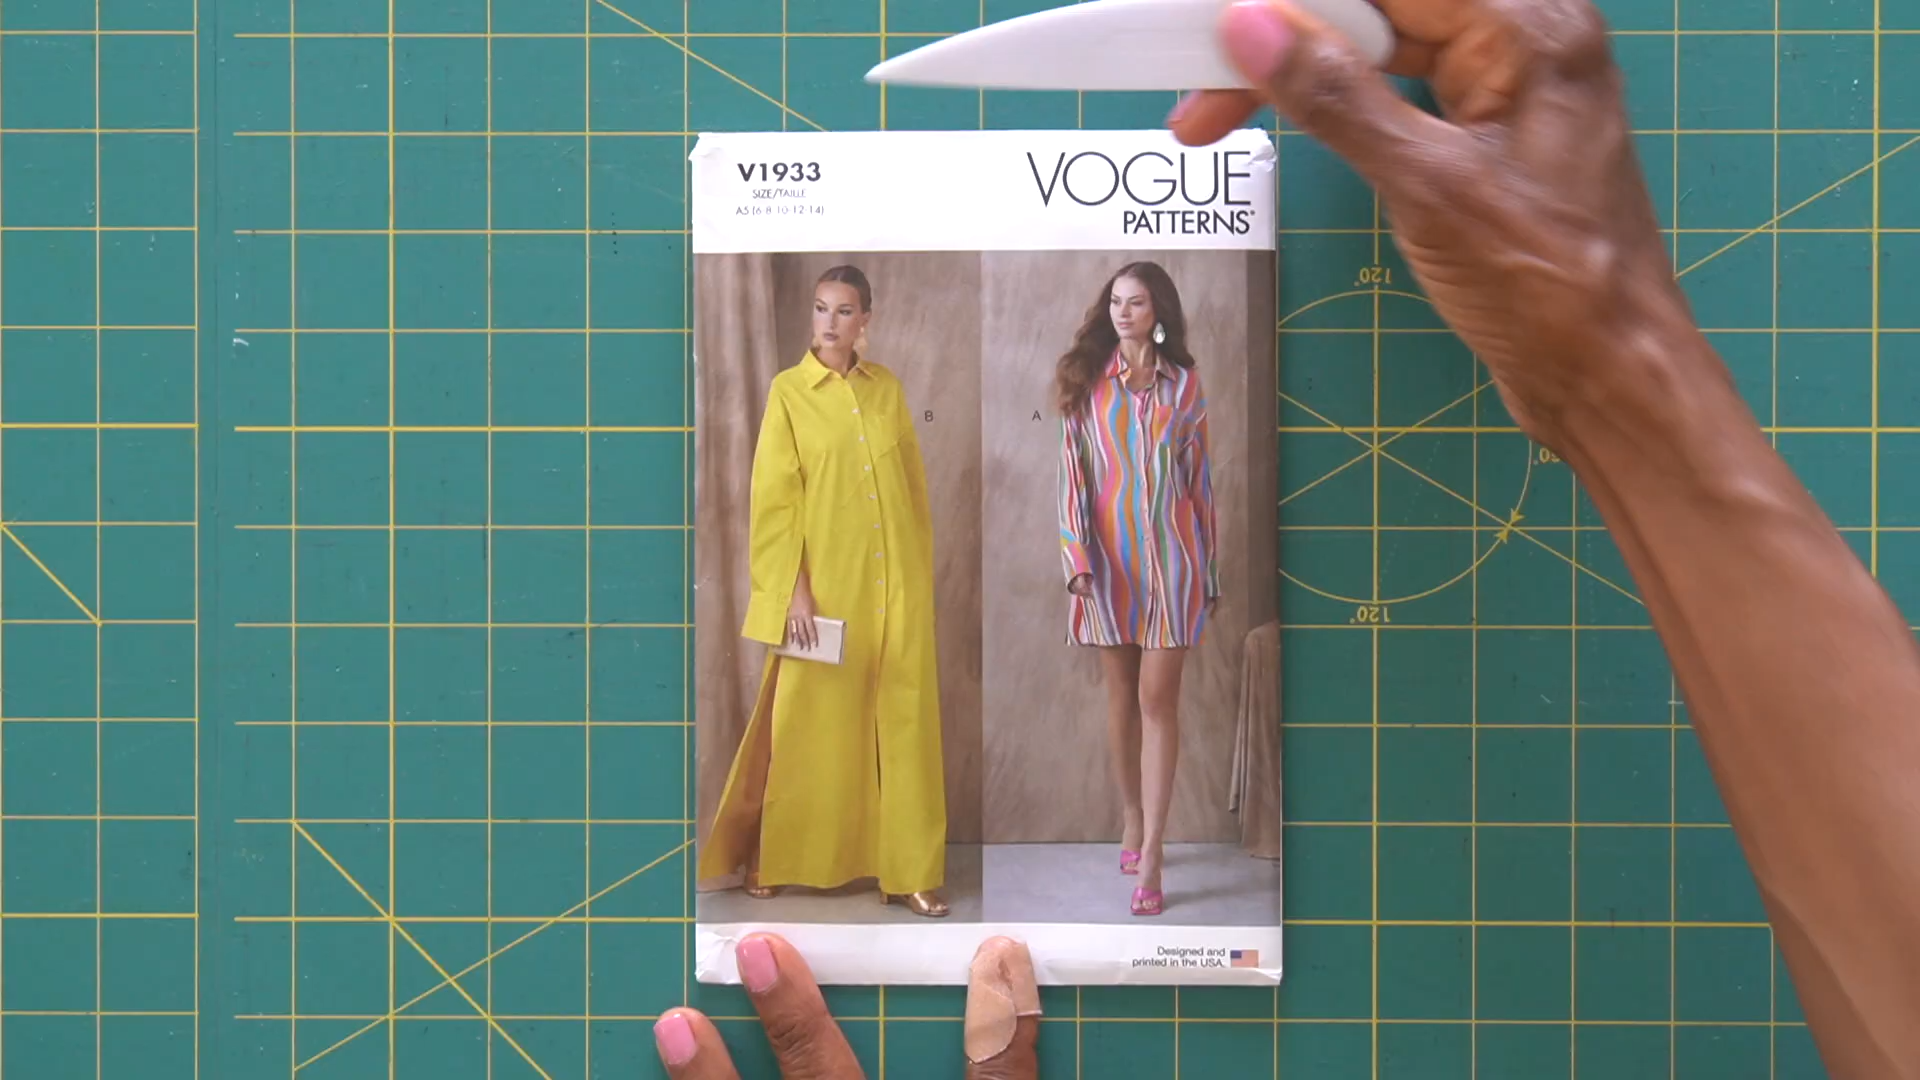 V1933
SIZE/TAILLE
A5 (6-8-10-12-14)
VOGUE
PATTERNS
B
A
Designed and
printed in the USA.
120°
120°
60°